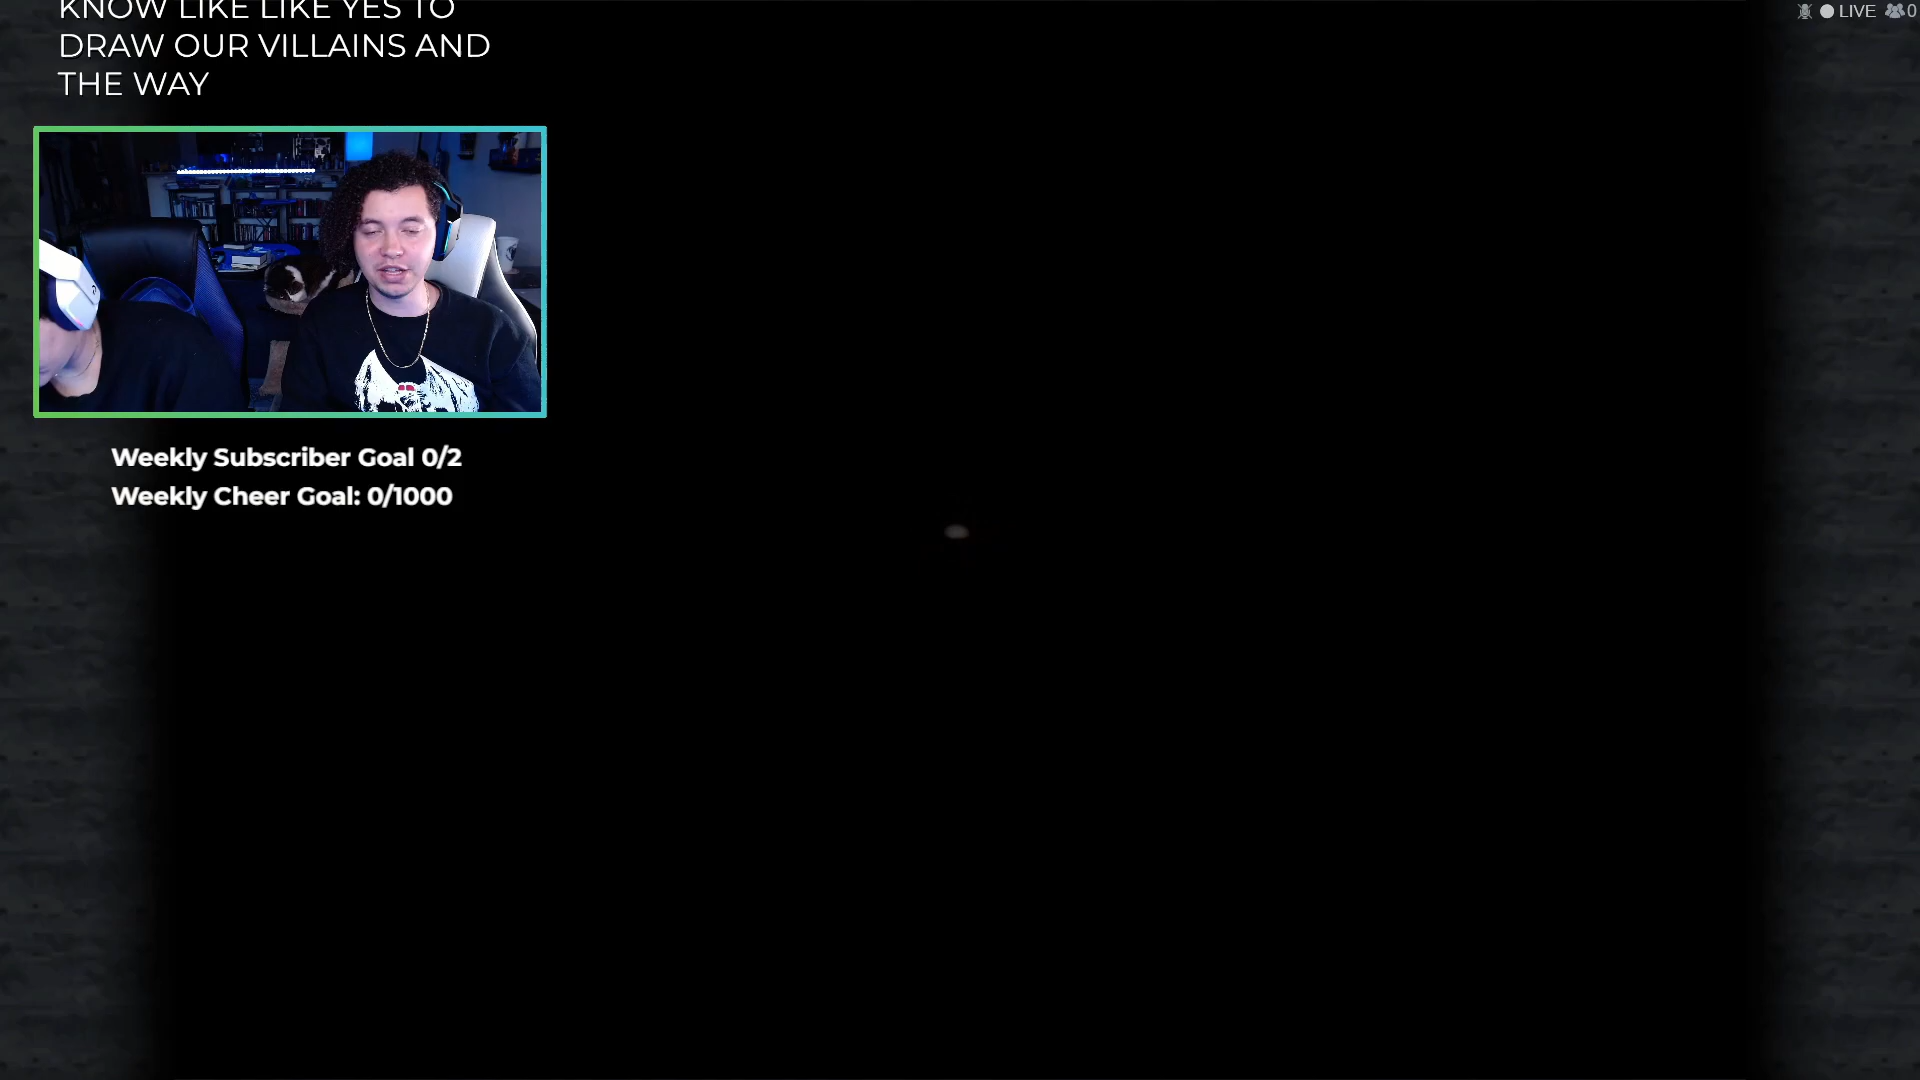 KNOW LIKE LIKE YES TO
DRAW OUR VILLAINS AND
THE WAY
LIVE 0
Weekly Subscriber Goal 0/2
Weekly Cheer Goal: 0/1000